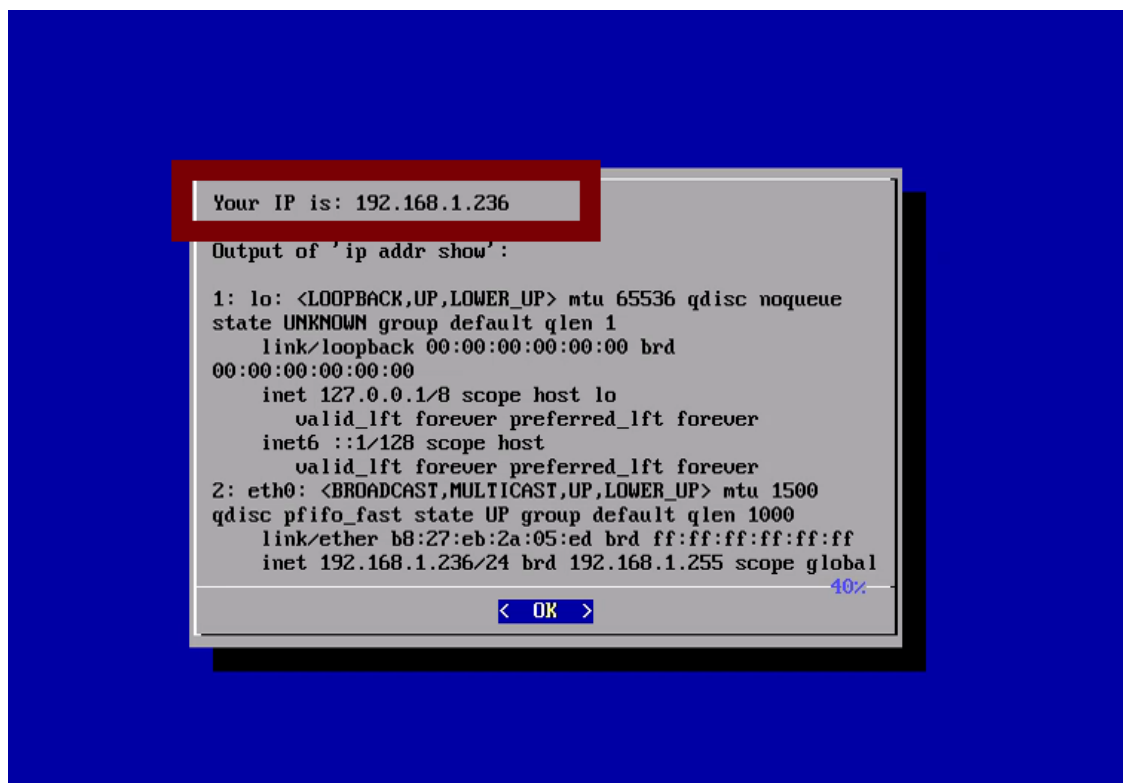 Your IP is: 192.168.1.236
Output of 'ip addr show':
1: lo: <LOOPBACK,UP,LOWER_UP> mtu 65536 qdisc noqueue
state UNKNOWN group default qlen 1
link/loopback 00:00:00:00:00:00 brd
00:00:00:00:00:00
inet 127.0.0.1/8 scope host lo
valid_lft forever preferred_lft forever
inet6 ::1/128 scope host
valid_lft forever preferred_lft forever
2: eth0: <BROADCAST,MULTICAST,UP,LOWER_UP> mtu 1500
qdisc pfifo_fast state UP group default qlen 1000
link/ether b8:27:eb:2a:05:ed brd ff:ff:ff:ff:ff:ff
inet 192.168.1.236/24 brd 192.168.1.255 scope global
40%
< OK >